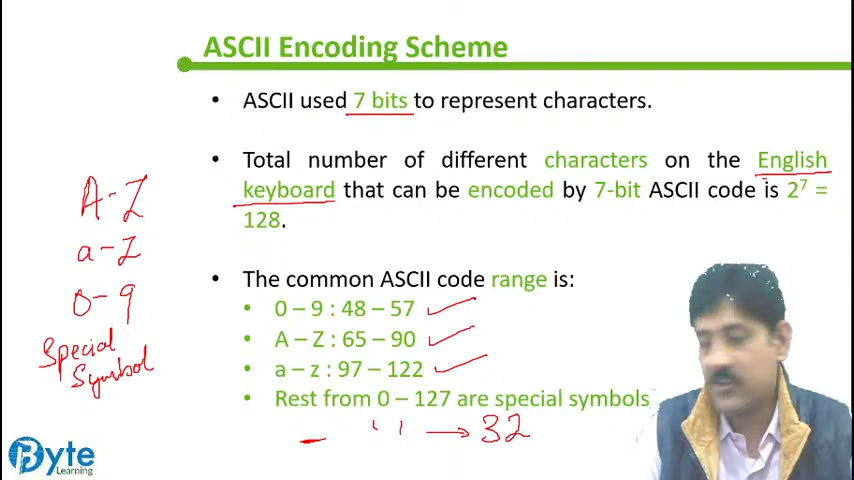 ASCII Encoding Scheme
• ASCII used 7 bits to represent characters.
• Total number of different characters on the English
keyboard that can be encoded by 7-bit ASCII code is 2⁷ =
128.
• The common ASCII code range is:
• 0 – 9 : 48 – 57
• A – Z : 65 – 90
• a – z : 97 – 122
• Rest from 0 – 127 are special symbols
A-Z
a-Z
0-9
Special
Symbol
- ' ' → 32
Byte
Learning